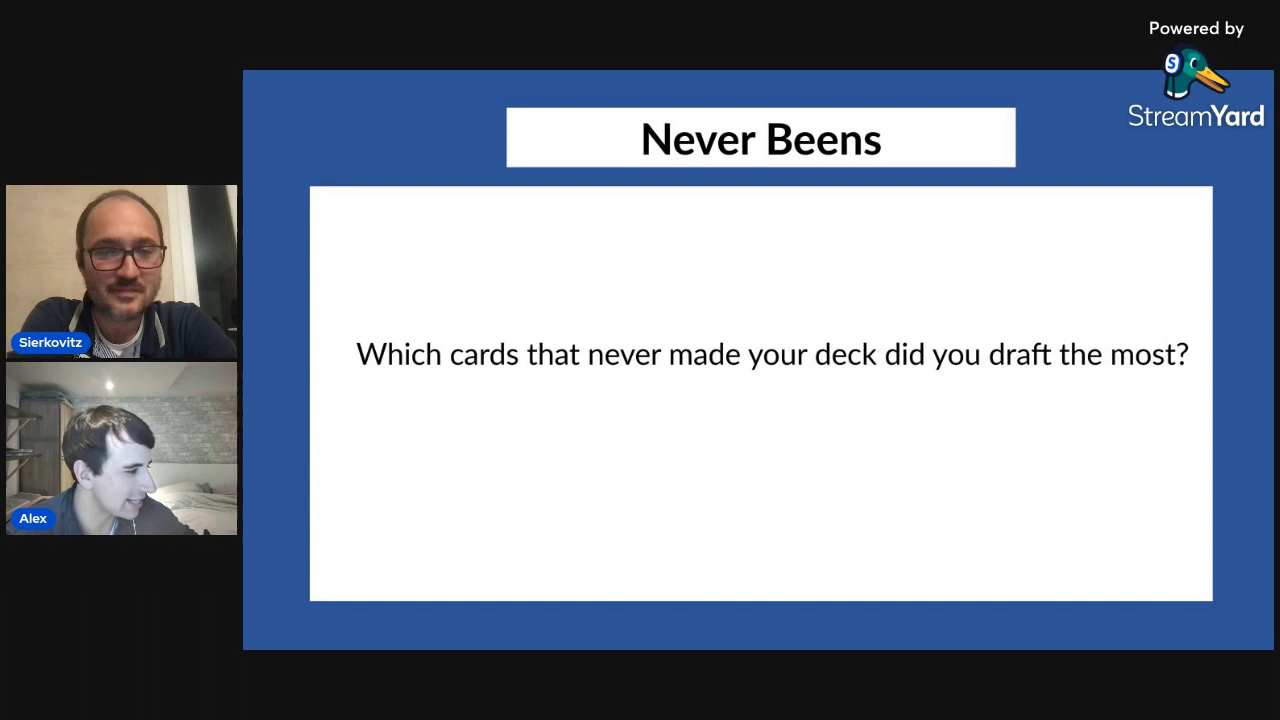 Powered by
StreamYard
Never Beens
Which cards that never made your deck did you draft the most?
Sierkovitz
Alex